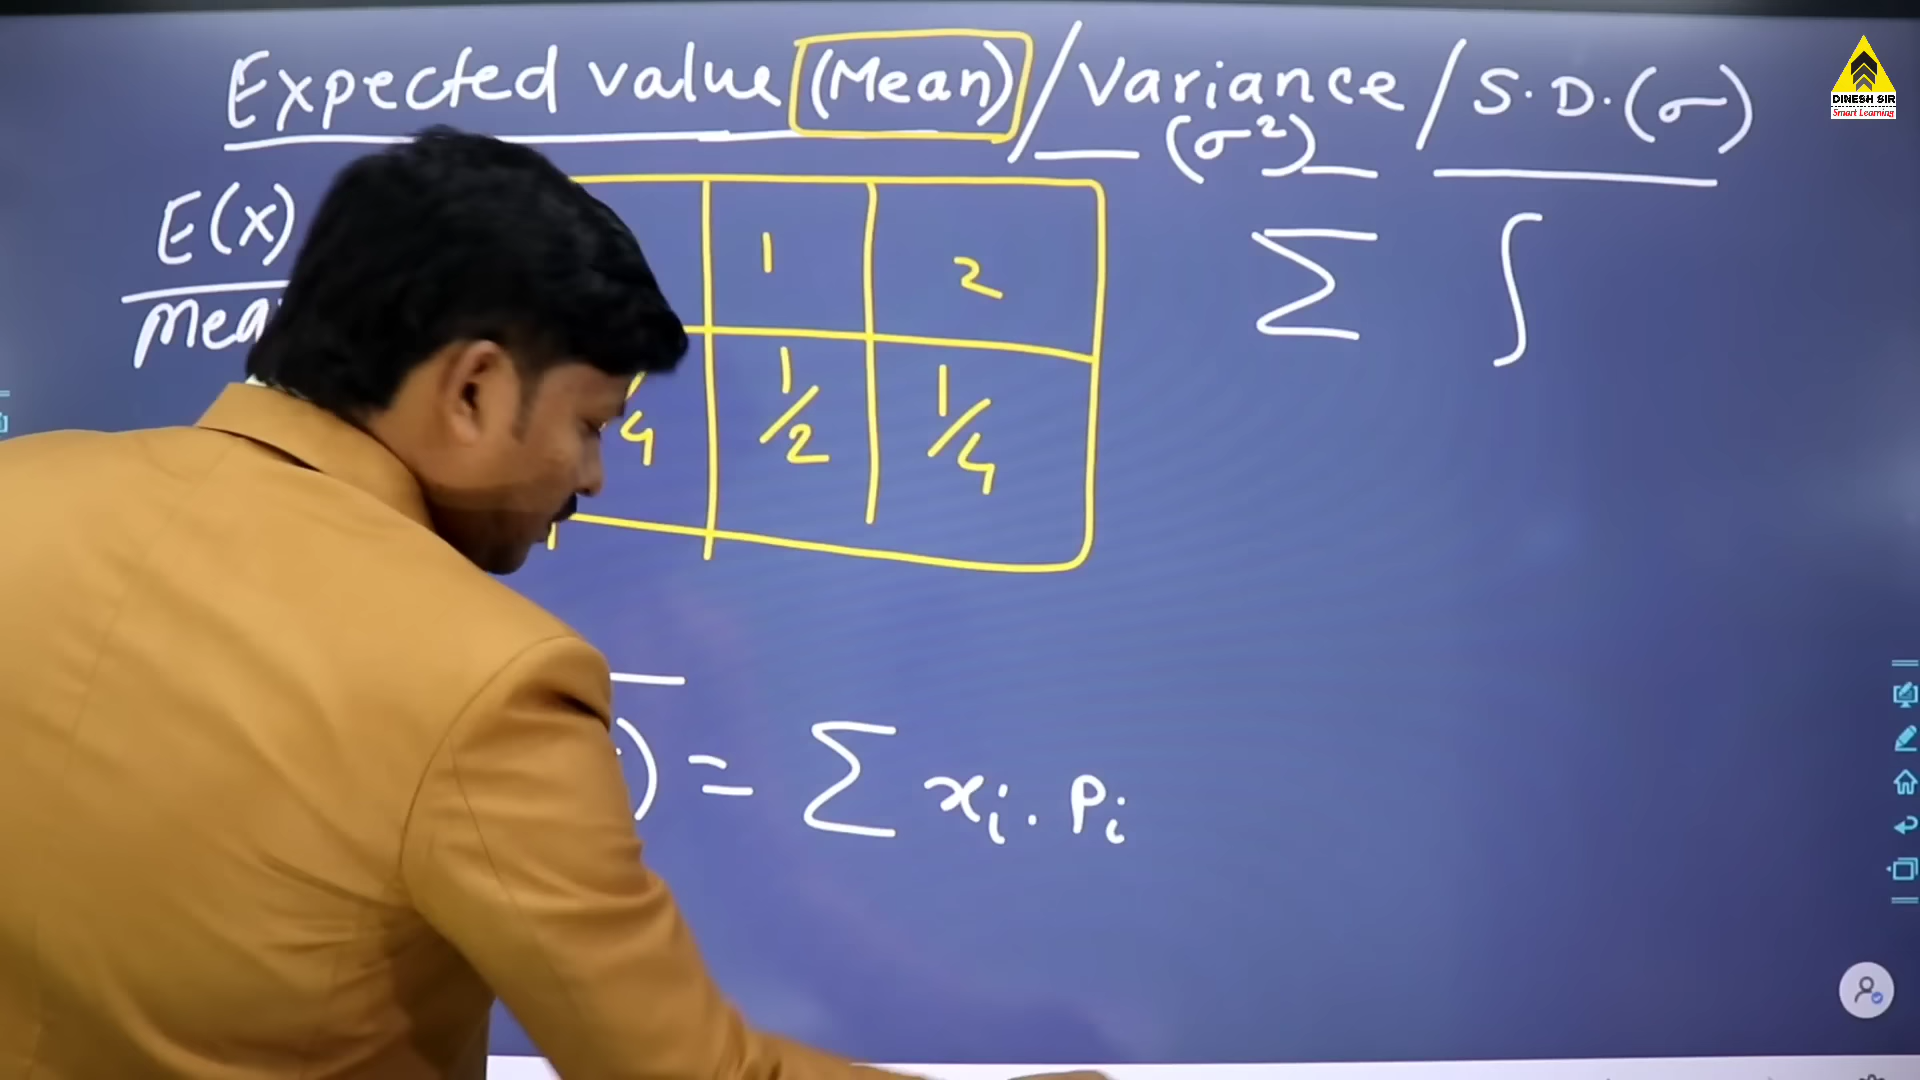 Expected value (Mean) / Variance / S.D. (σ)
(σ²)
E(X)
1 2
1/2 1/4
4
) = Σ xi . Pi
Σ ∫
DINESH SIR
Smart Learning